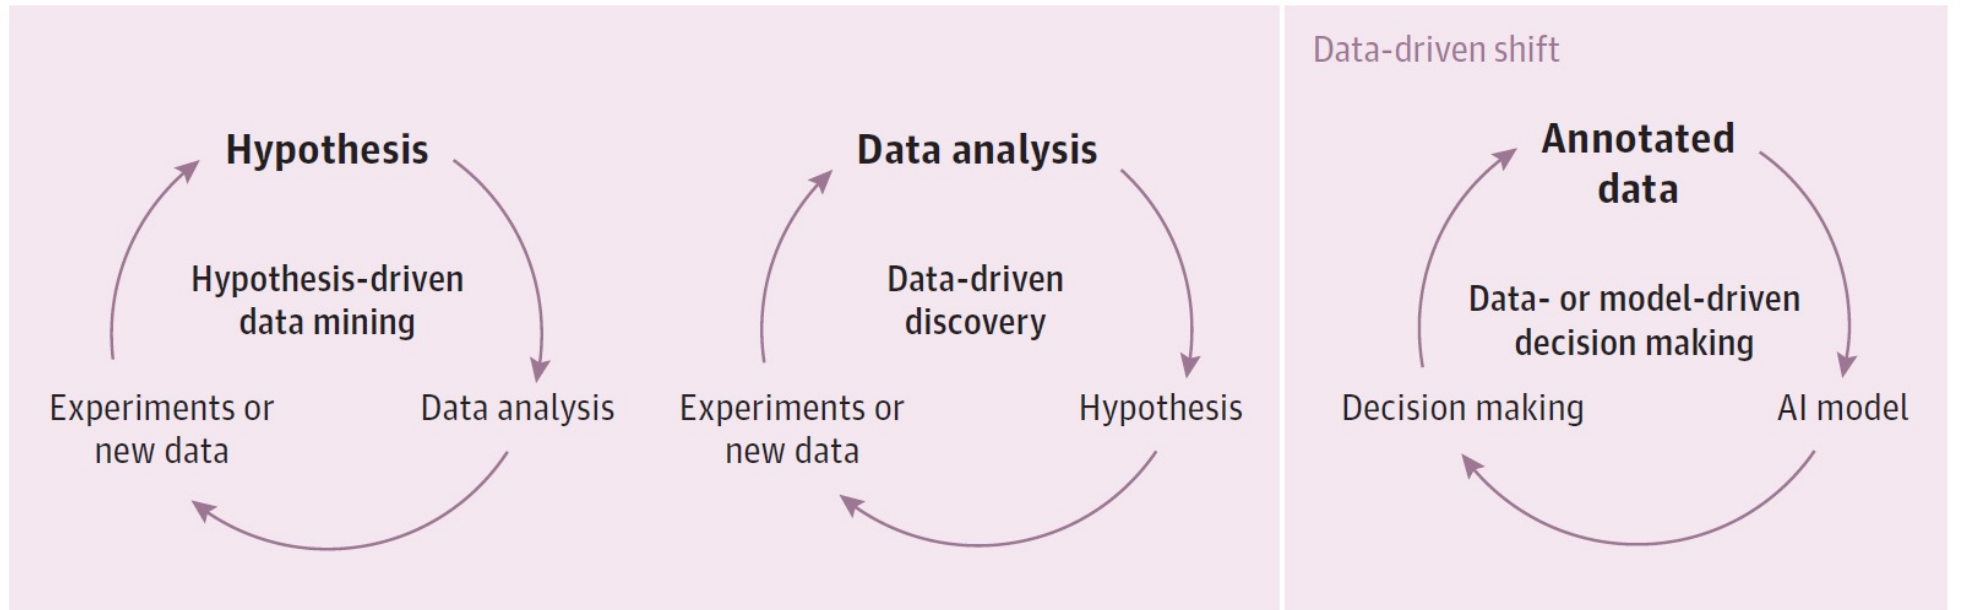 Hypothesis
Hypothesis-driven
data mining
Experiments or
new data
Data analysis
Data analysis
Data-driven
discovery
Experiments or
new data
Hypothesis
Data-driven shift
Annotated
data
Data- or model-driven
decision making
Decision making
AI model